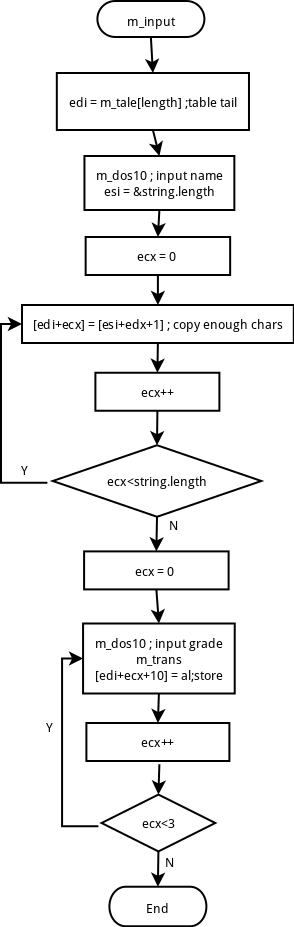 m_input
edi = m_tale[length] ;table tail
m_dos10 ; input name
esi = &string.length
ecx = 0
[edi+ecx] = [esi+edx+1] ; copy enough chars
ecx++
Y
ecx<string.length
N
ecx = 0
m_dos10 ; input grade
m_trans
[edi+ecx+10] = al;store
Y
ecx++
ecx<3
N
End